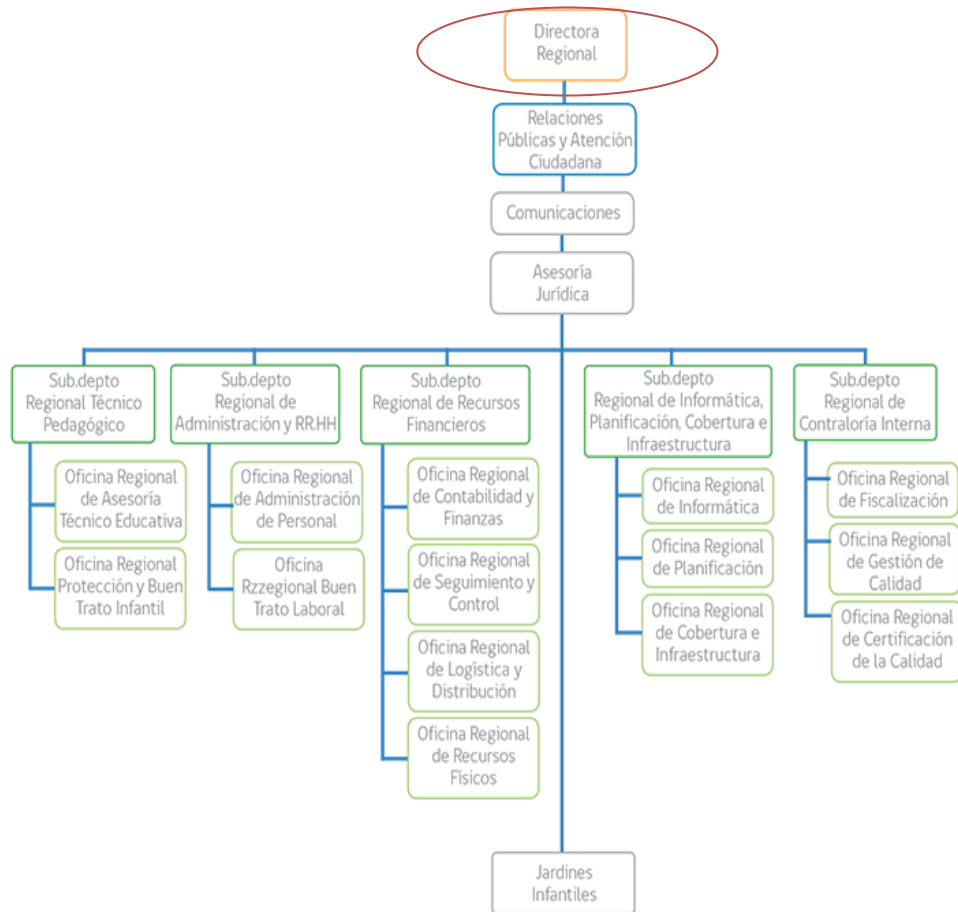 Directora
Regional
Relaciones
Públicas y Atención
Ciudadana
Comunicaciones
Asesoría
Jurídica
Sub.depto
Regional Técnico
Pedagógico
Oficina Regional
de Asesoría
Técnico Educativa
Oficina Regional
Protección y Buen
Trato Infantil
Sub.depto
Regional de
Administración y RR.HH
Oficina Regional
de Administración
de Personal
Oficina
Rzzegional Buen
Trato Laboral
Sub.depto
Regional de Recursos
Financieros
Oficina Regional
de Contabilidad y
Finanzas
Oficina Regional
de Seguimiento y
Control
Oficina Regional
de Logística y
Distribución
Oficina Regional
de Recursos
Físicos
Sub.depto
Regional de Informática,
Planificación, Cobertura e
Infraestructura
Oficina Regional
de Informática
Oficina Regional
de Planificación
Oficina Regional
de Cobertura e
Infraestructura
Sub.depto
Regional de
Contraloría Interna
Oficina Regional
de Fiscalización
Oficina Regional
de Gestión de
Calidad
Oficina Regional
de Certificación
de la Calidad
Jardines
Infantiles